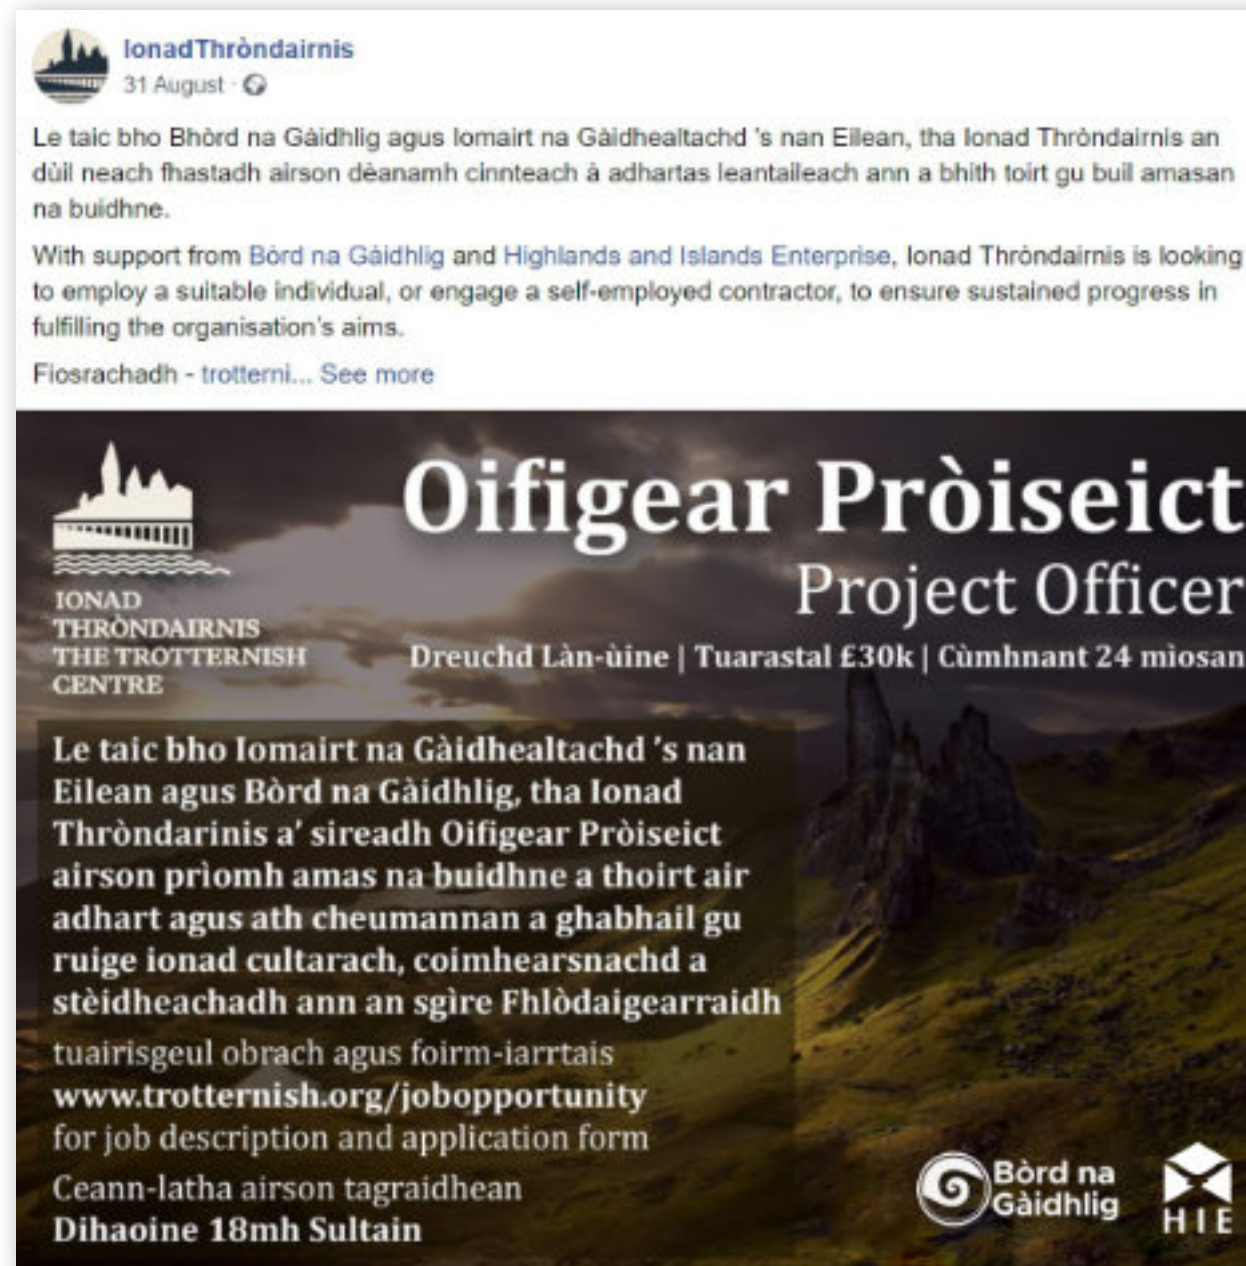 IonadThròndairnis
31 August ·
Le taic bho Bhòrd na Gàidhlig agus Iomairt na Gàidhealtachd 's nan Eilean, tha Ionad Thròndairnis an
dùil neach fhastadh airson dèanamh cinnteach à adhartas leantaileach ann a bhith toirt gu buil amasan
na buidhne.
With support from Bòrd na Gàidhlig and Highlands and Islands Enterprise, Ionad Thròndairnis is looking
to employ a suitable individual, or engage a self-employed contractor, to ensure sustained progress in
fulfilling the organisation's aims.
Fiosrachadh - trotterni... See more
IONAD
THRÒNDAIRNIS
THE TROTTERNISH
CENTRE
Oifigear Pròiseict
Project Officer
Dreuchd Làn-ùine | Tuarastal £30k | Cùmhnant 24 mìosan
Le taic bho Iomairt na Gàidhealtachd 's nan
Eilean agus Bòrd na Gàidhlig, tha Ionad
Thròndarinis a' sireadh Oifigear Pròiseict
airson prìomh amas na buidhne a thoirt air
adhart agus ath cheumannan a ghabhail gu
ruige ionad cultarach, coimhearsnachd a
stèidheachadh ann an sgìre Fhlòdaigearraidh
tuairisgeul obrach agus foirm-iarrtais
www.trotternish.org/jobopportunity
for job description and application form
Ceann-latha airson tagraidhean
Dihaoine 18mh Sultain
Bòrd na
Gàidhlig
HIE